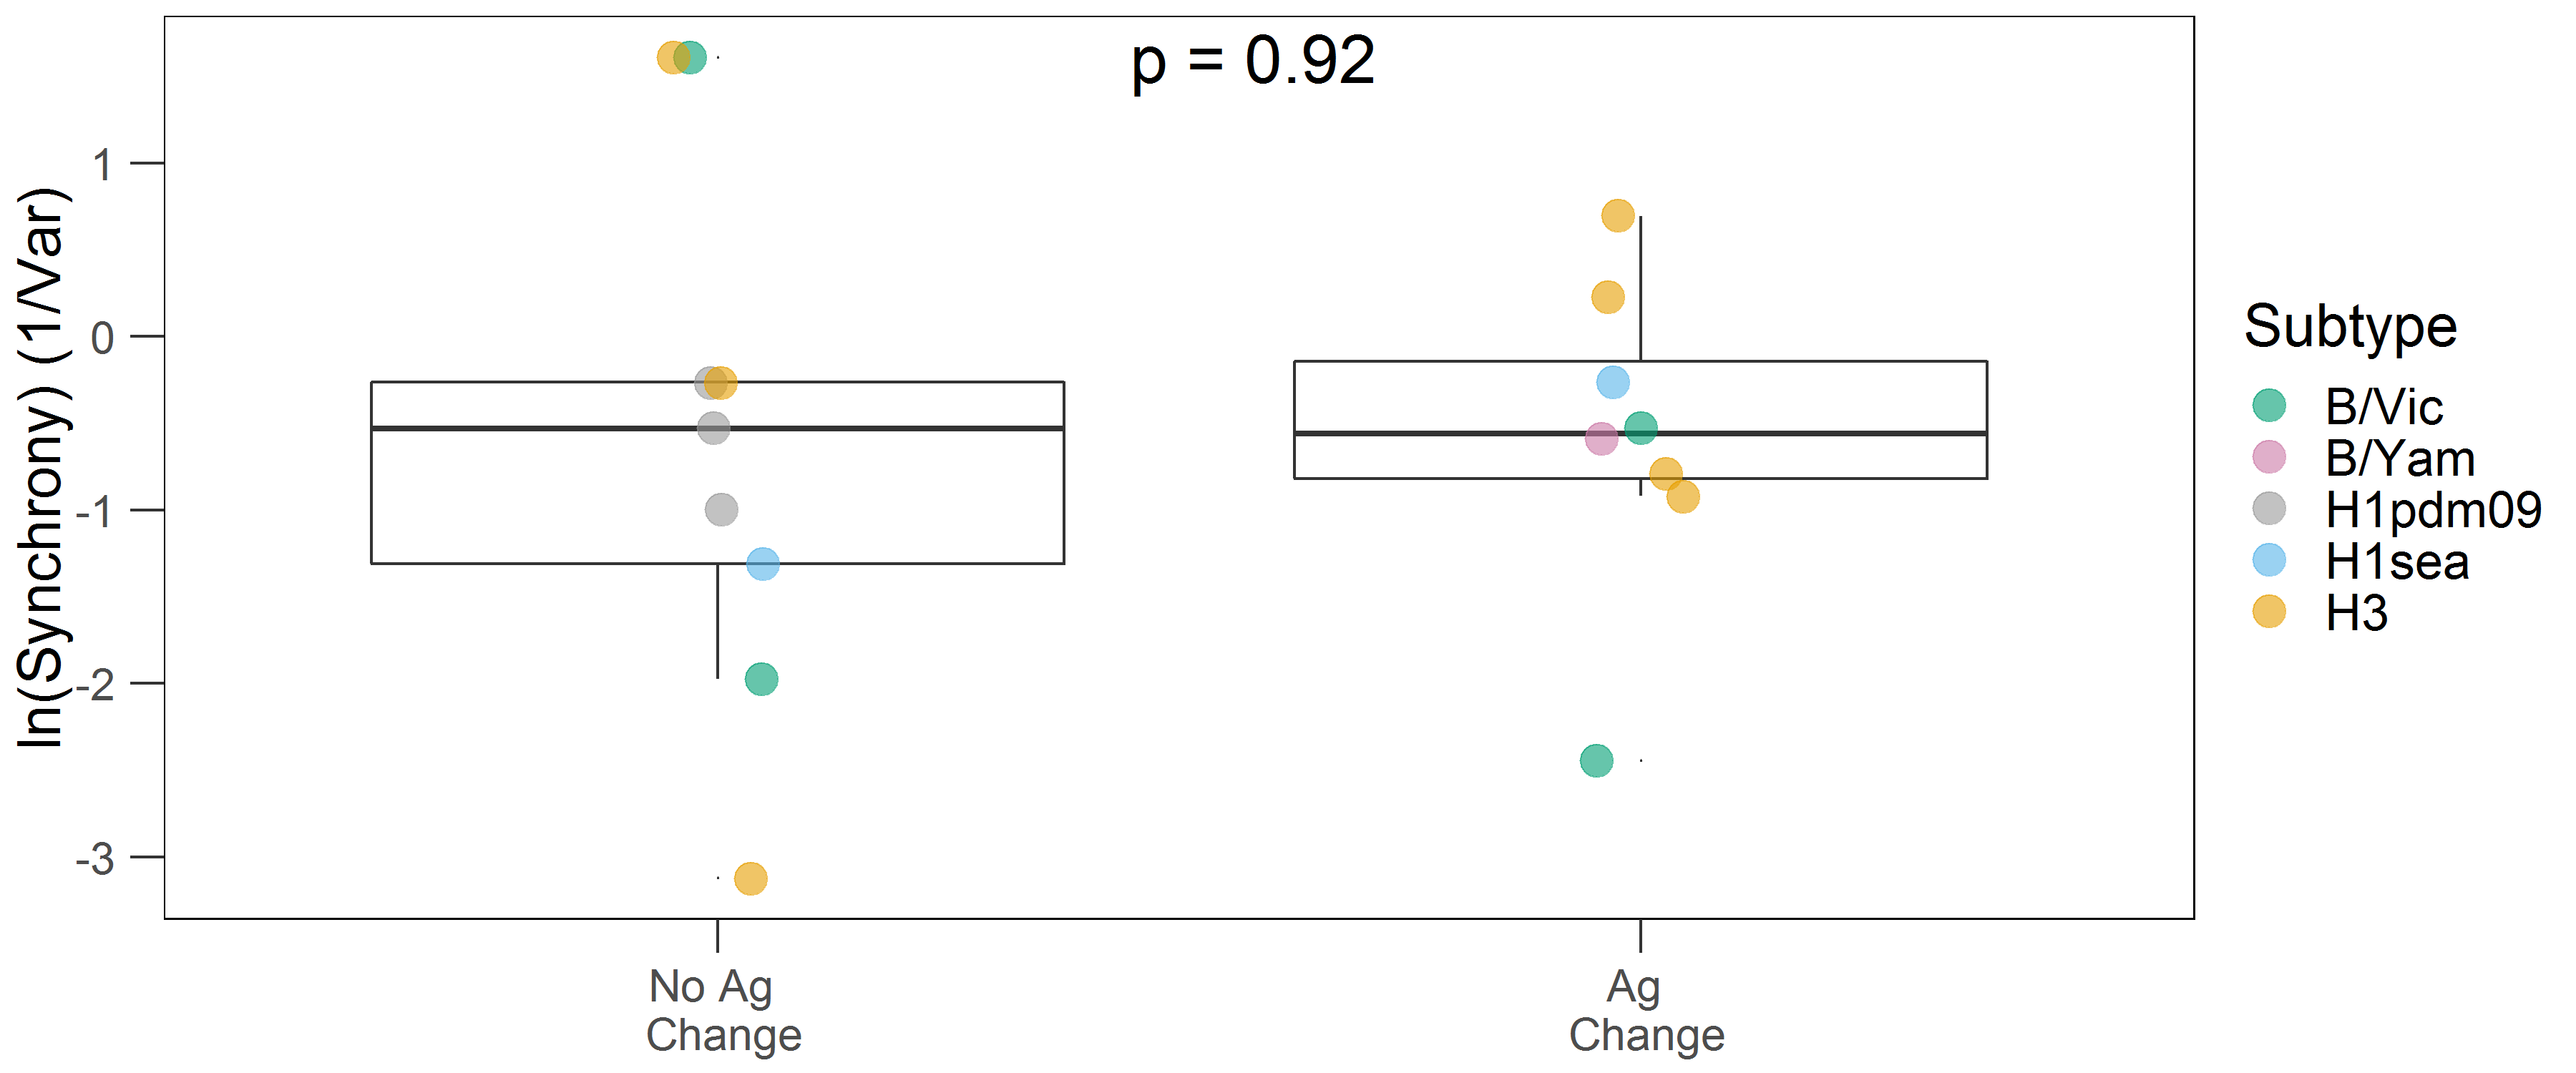 p = 0.92
ln(Synchrony) (1/Var)
1
0
-1
-2
-3
No Ag
Change
Ag
Change
Subtype
B/Vic
B/Yam
H1pdm09
H1sea
H3